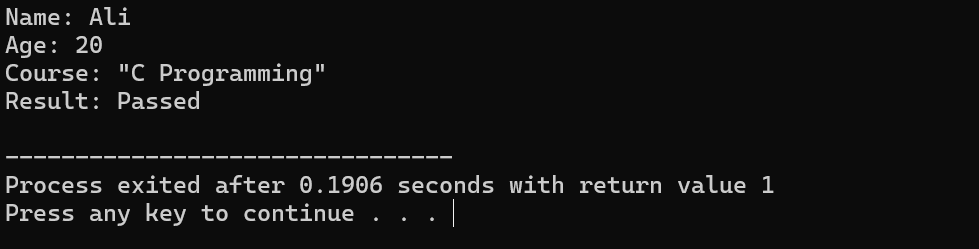 Name: Ali
Age: 20
Course: "C Programming"
Result: Passed
--------------------------------
Process exited after 0.1906 seconds with return value 1
Press any key to continue . . .